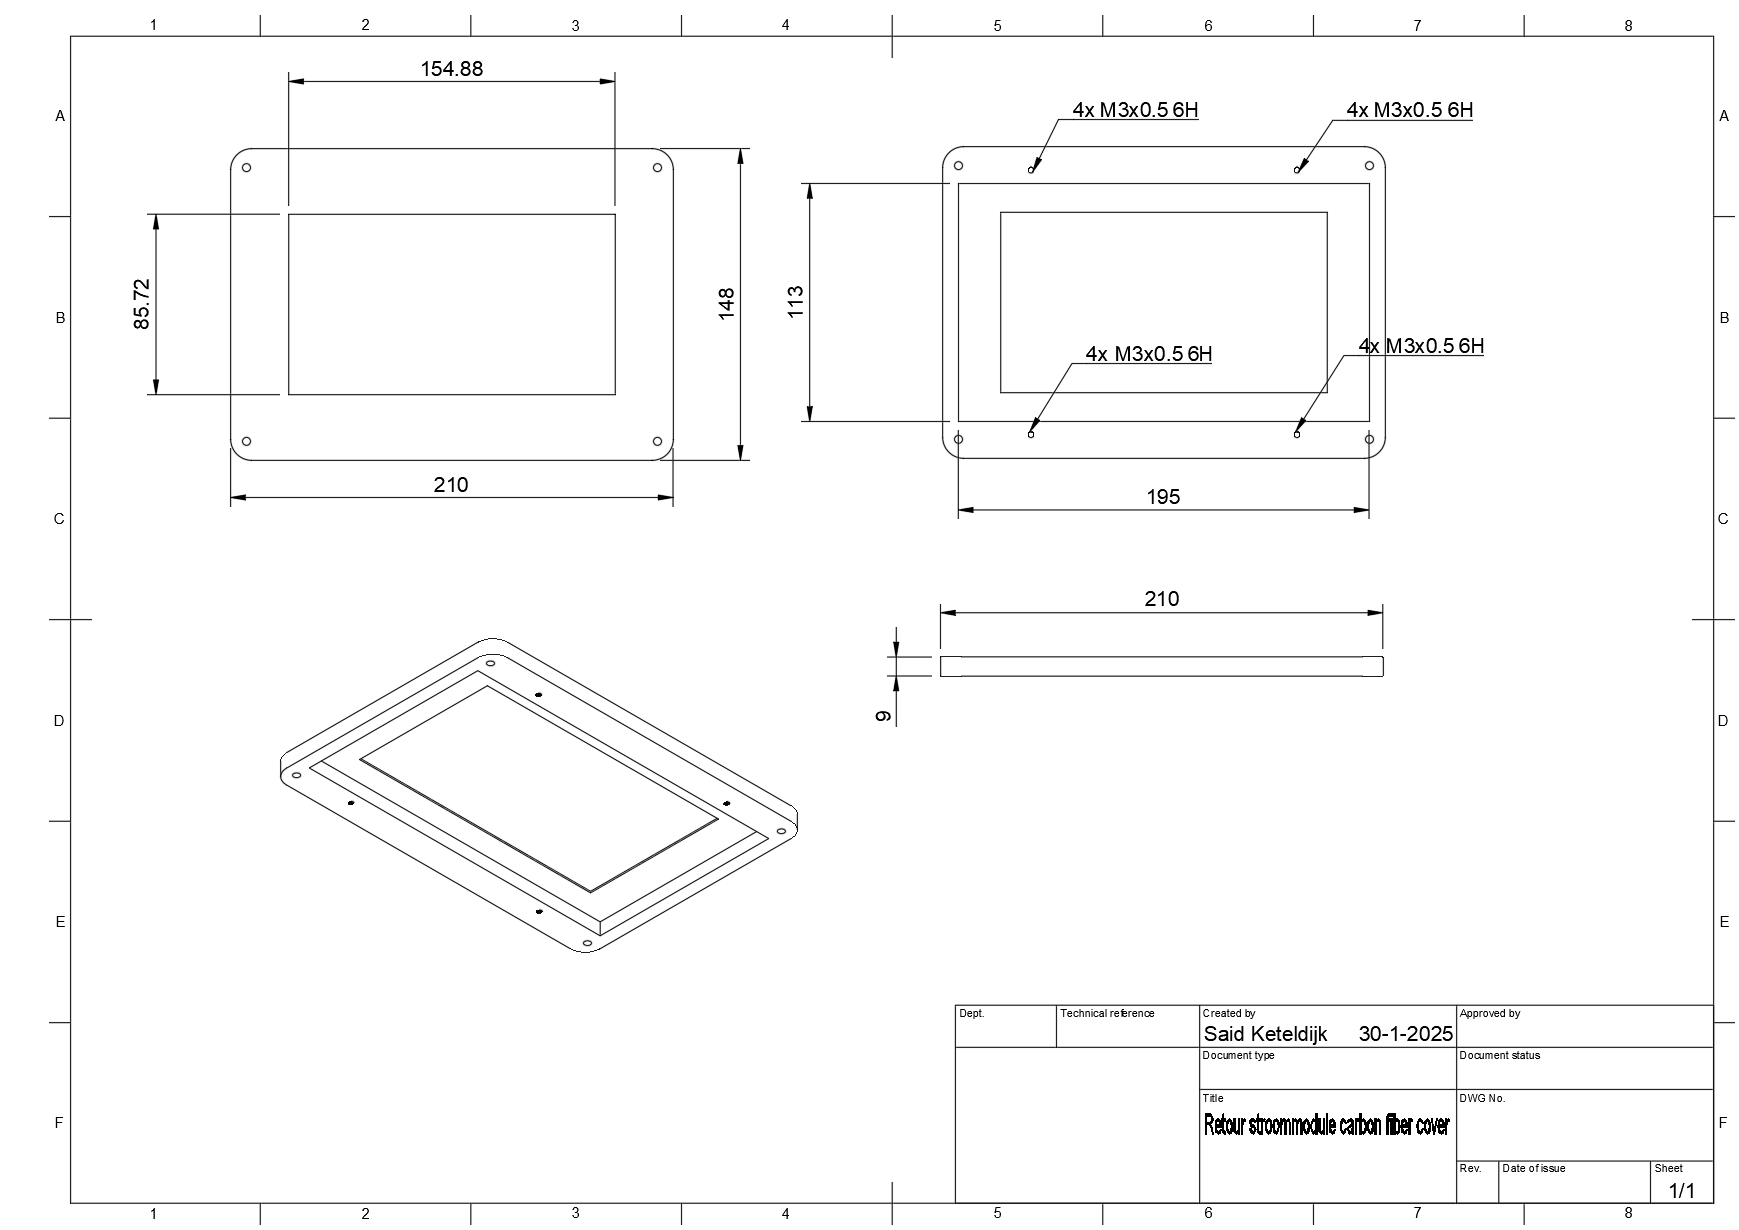 1 2 3 4 5 6 7 8
A A
B B
C C
D D
E E
F F
154.88
85.72
148
210
4x M3x0.5 6H
4x M3x0.5 6H
113
4x M3x0.5 6H
4x M3x0.5 6H
195
210
9
Dept.
Technical reference
Created by
Said Keteldijk 30-1-2025
Approved by
Document type
Document status
Title
Retour stroommodule carbon fiber cover
DWG No.
Rev.
Date of issue
Sheet
1/1
1 2 3 4 5 6 7 8